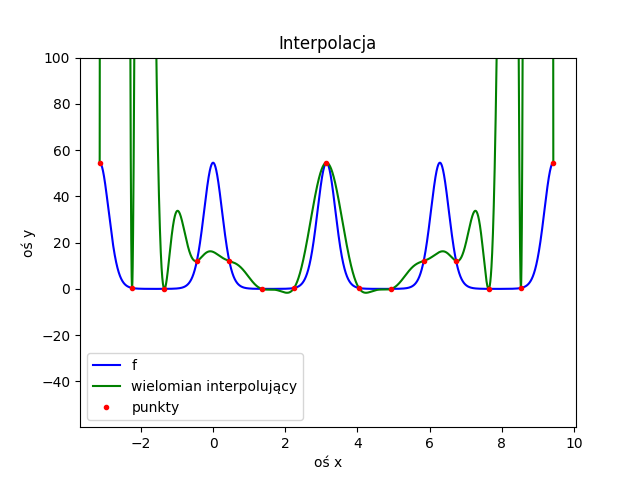 Interpolacja
100
80
60
40
20
0
−20
−40
oś y
f
wielomian interpolujący
punkty
−2 0 2 4 6 8 10
oś x